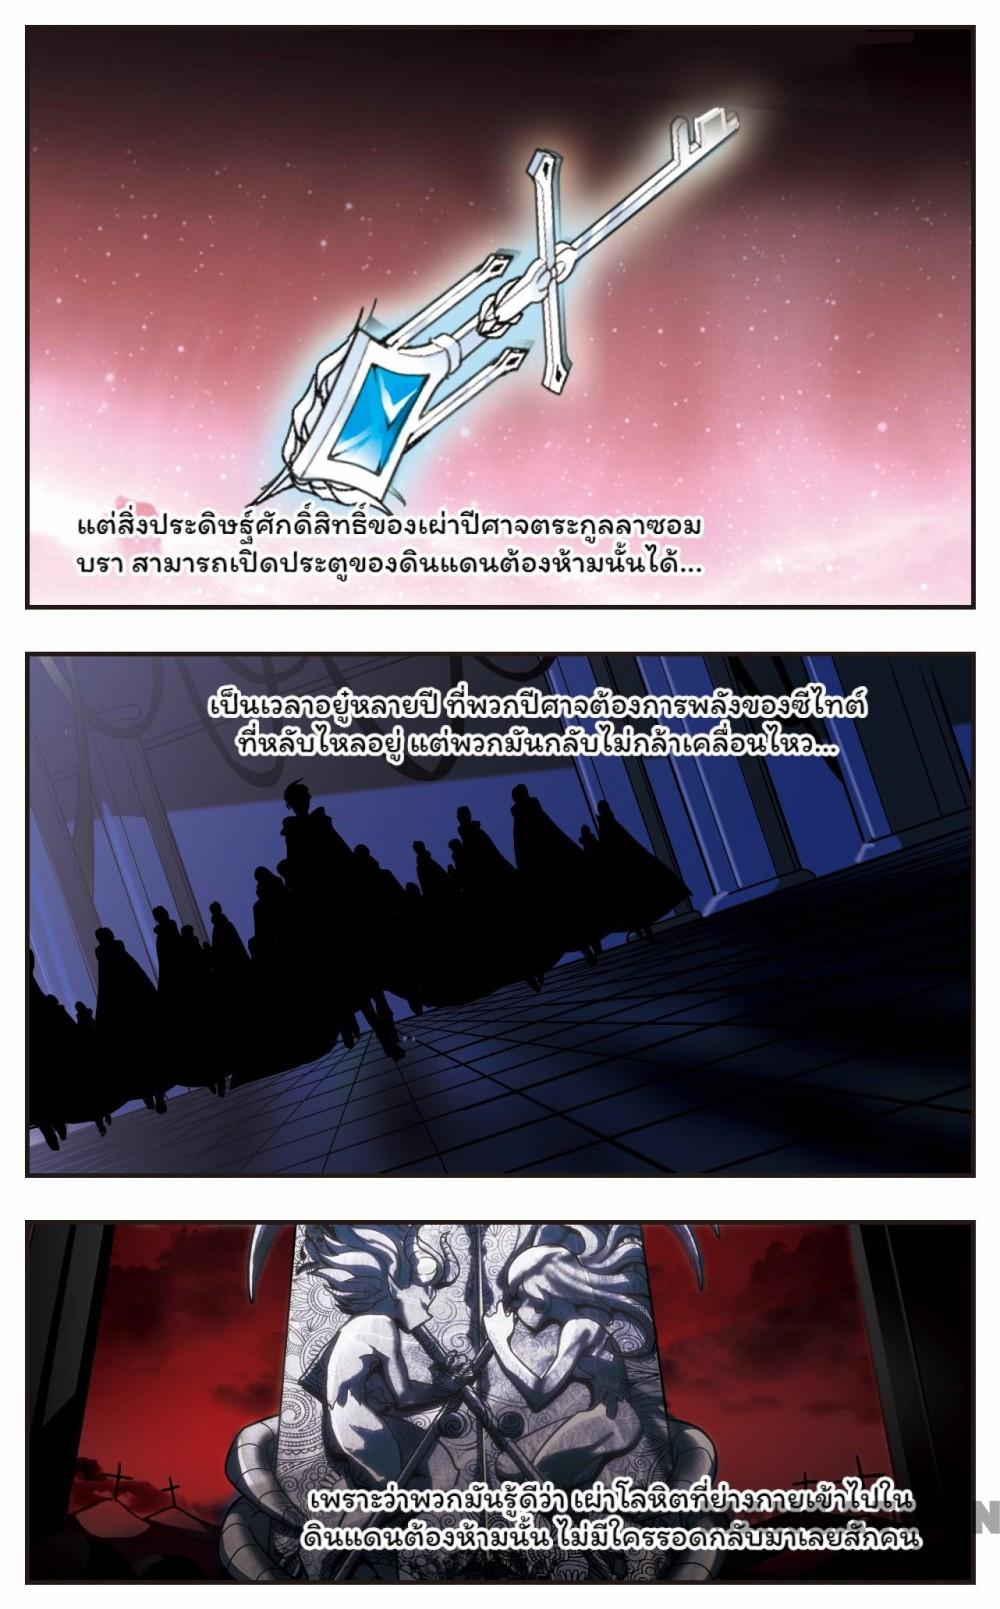 แต่สิ่งประดิษฐ์ศักดิ์สิทธิ์ของเผ่าปีศาจตระกูลลาซอม
บรา สามารถเปิดประตูของดินแดนต้องห้ามนั้นได้...
เป็นเวลาอยู่หลายปี ที่พวกปีศาจต้องการพลังของซีไทต์
ที่หลับไหลอยู่ แต่พวกมันกลับไม่กล้าเคลื่อนไหว...
เพราะว่าพวกมันรู้ดีว่า เผ่าโลหิตที่ย่างกายเข้าไปใน
ดินแดนต้องห้ามนั้น ไม่มีใครรอดกลับมาเลยสักคน